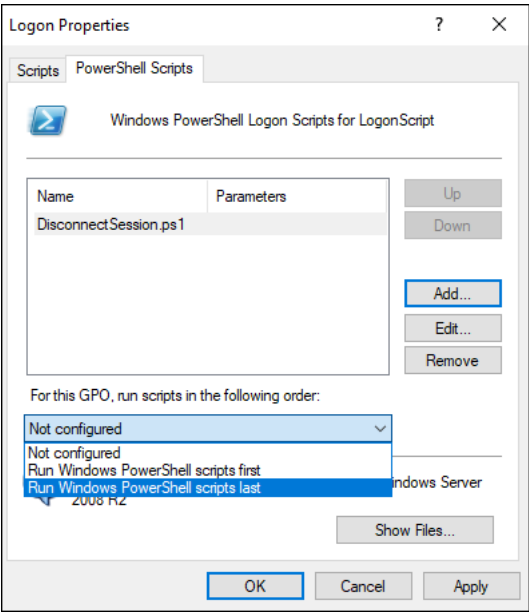 Logon Properties
?
Scripts
PowerShell Scripts
Windows PowerShell Logon Scripts for LogonScript
Name Parameters
DisconnectSession.ps1
Up
Down
Add...
Edit...
Remove
For this GPO, run scripts in the following order:
Not configured
Not configured
Run Windows PowerShell scripts first
Run Windows PowerShell scripts last
indows Server
2008 R2
Show Files...
OK Cancel Apply